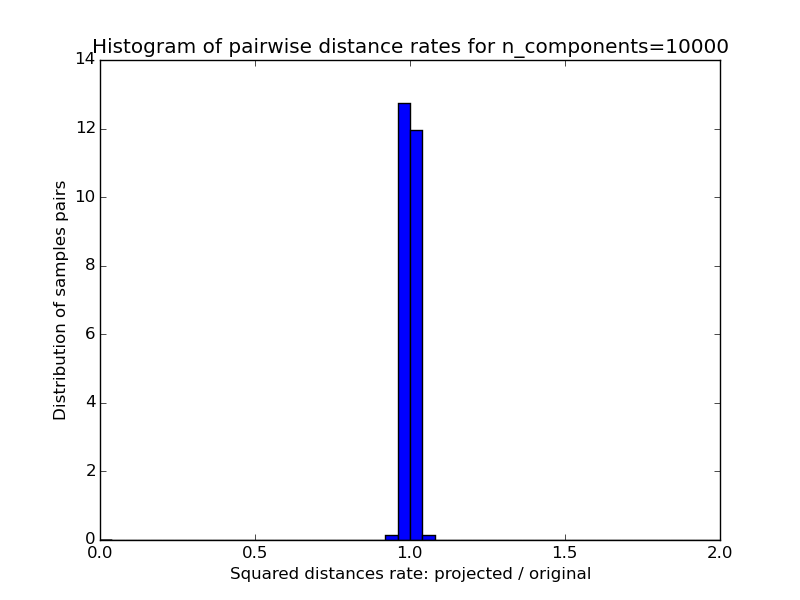 Histogram of pairwise distance rates for n_components=10000
14
12
10
8
6
4
2
0
Distribution of samples pairs
0.0 0.5 1.0 1.5 2.0
Squared distances rate: projected / original